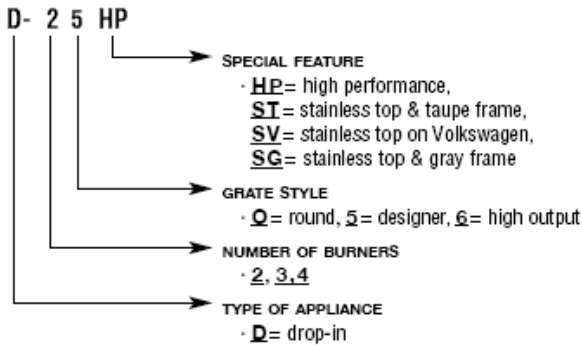 D- 2 5 HP
SPECIAL FEATURE
· HP= high performance,
ST= stainless top & taupe frame,
SV= stainless top on Volkswagen,
SG= stainless top & gray frame
GRATE STYLE
· O= round, 5= designer, 6= high output
NUMBER OF BURNERS
· 2, 3,4
TYPE OF APPLIANCE
· D= drop-in